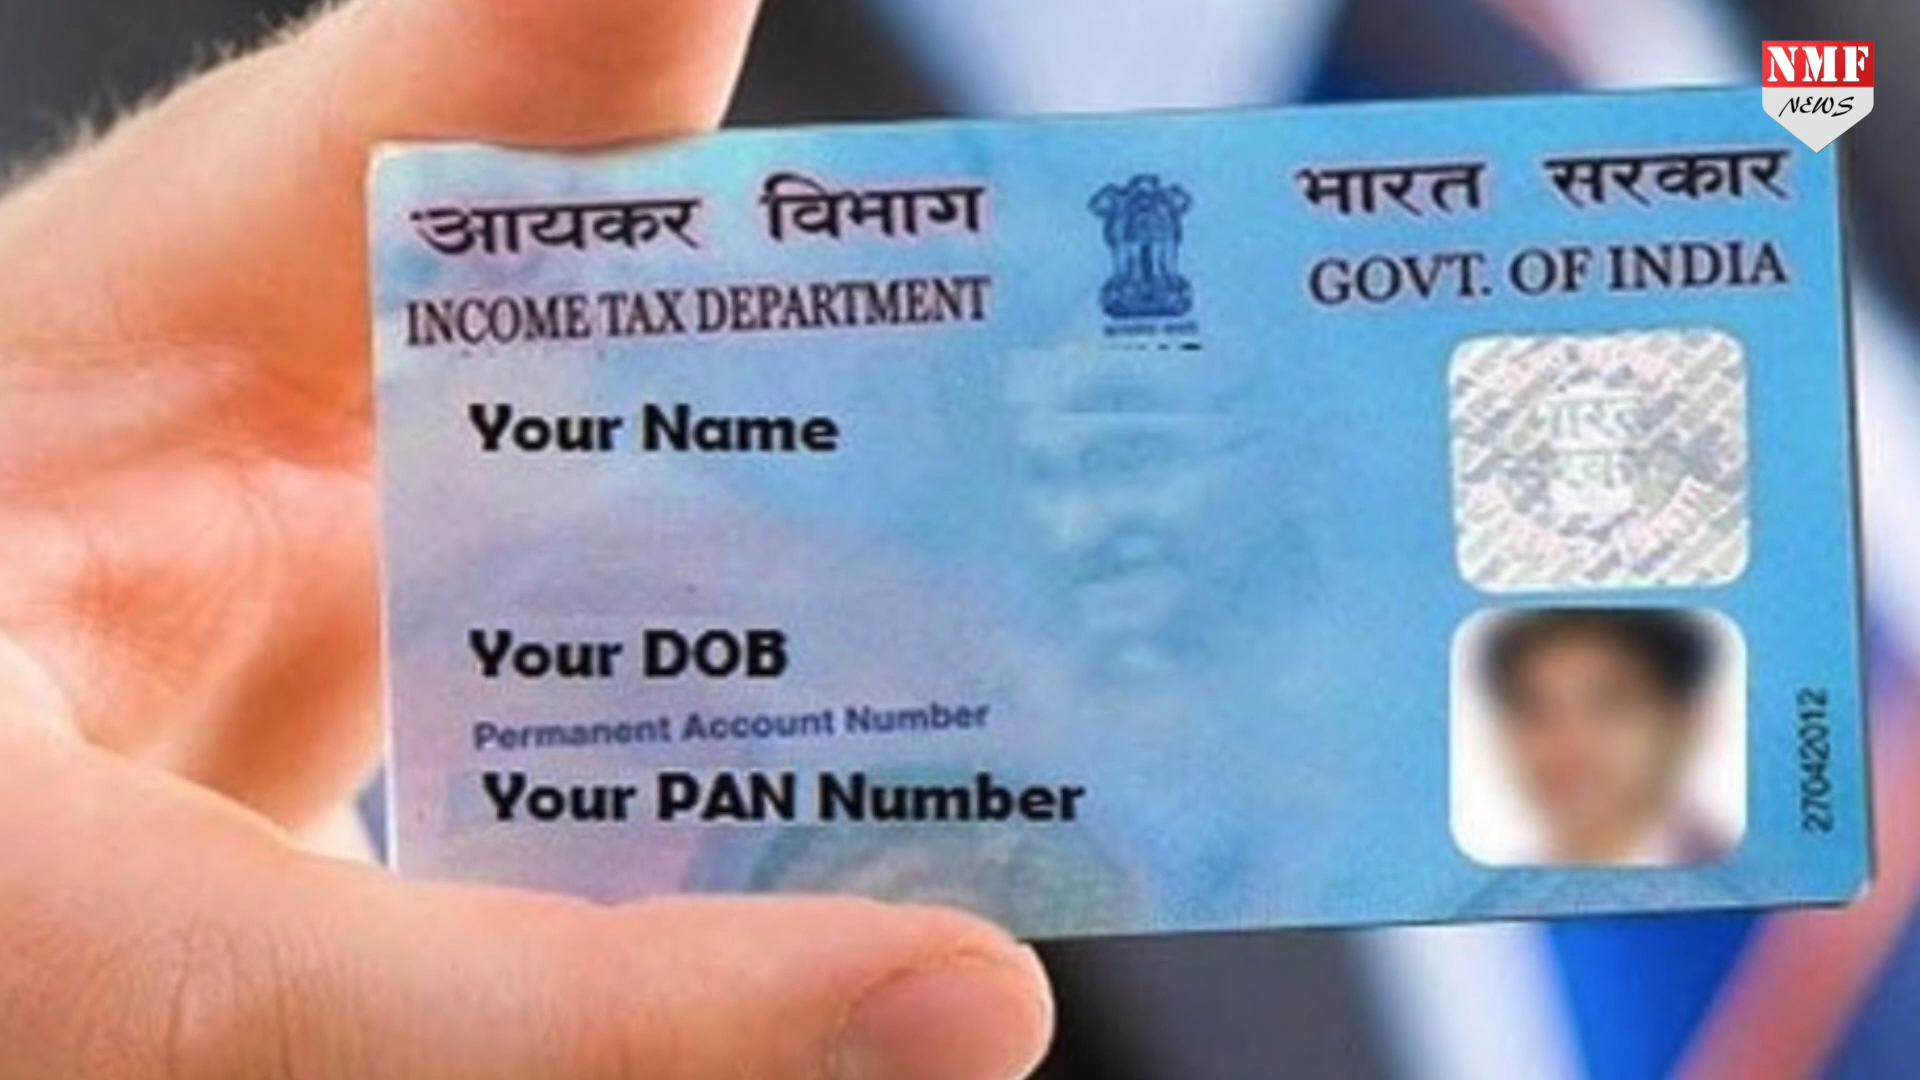 NMF
NEWS
आयकर विभाग
भारत सरकार
INCOME TAX DEPARTMENT
GOVT. OF INDIA
Your Name
Your DOB
Permanent Account Number
Your PAN Number
27042012